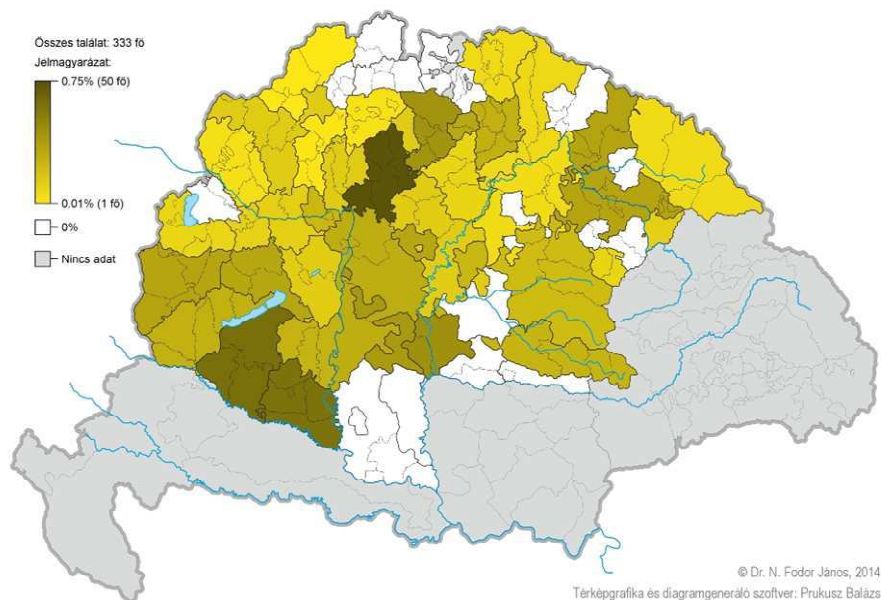 Összes találat: 333 fő
Jelmagyarázat:
0.75% (50 fő)
0.01% (1 fő)
0%
Nincs adat
© Dr. N. Fodor János, 2014
Térképgrafika és diagramgeneráló szoftver: Prukusz Balázs